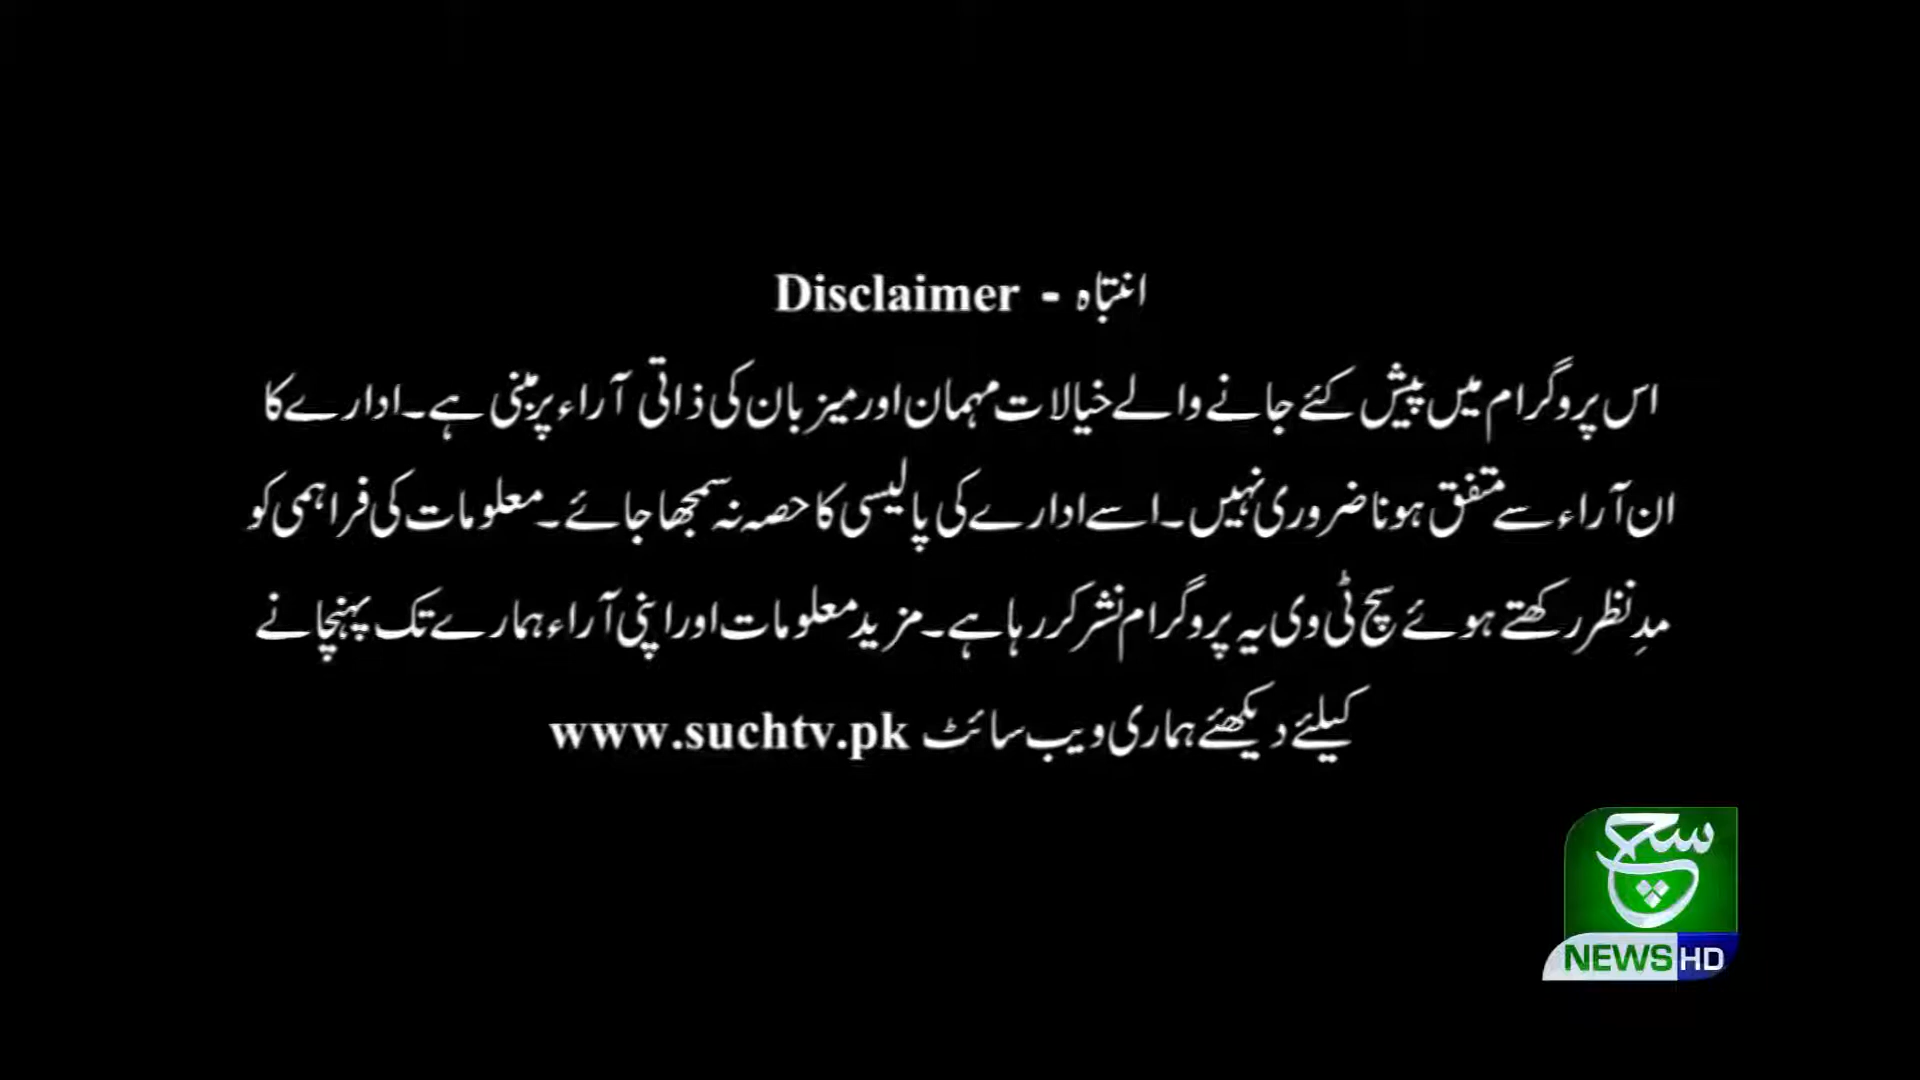 انتباہ - Disclaimer
اس پروگرام میں پیش کئے جانے والے خیالات مہمان اور میزبان کی ذاتی آراء پر مبنی ہے۔ ادارے کا
ان آراء سے متفق ہونا ضروری نہیں۔ اسے ادارے کی پالیسی کا حصہ نہ سمجھا جائے۔ معلومات کی فراہمی کو
مدِ نظر رکھتے ہوئے سچ ٹی وی یہ پروگرام نشر کر رہا ہے۔ مزید معلومات اور اپنی آراء ہمارے تک پہنچانے
کیلئے دیکھئے ہماری ویب سائٹ www.suchtv.pk
سچ
NEWS HD